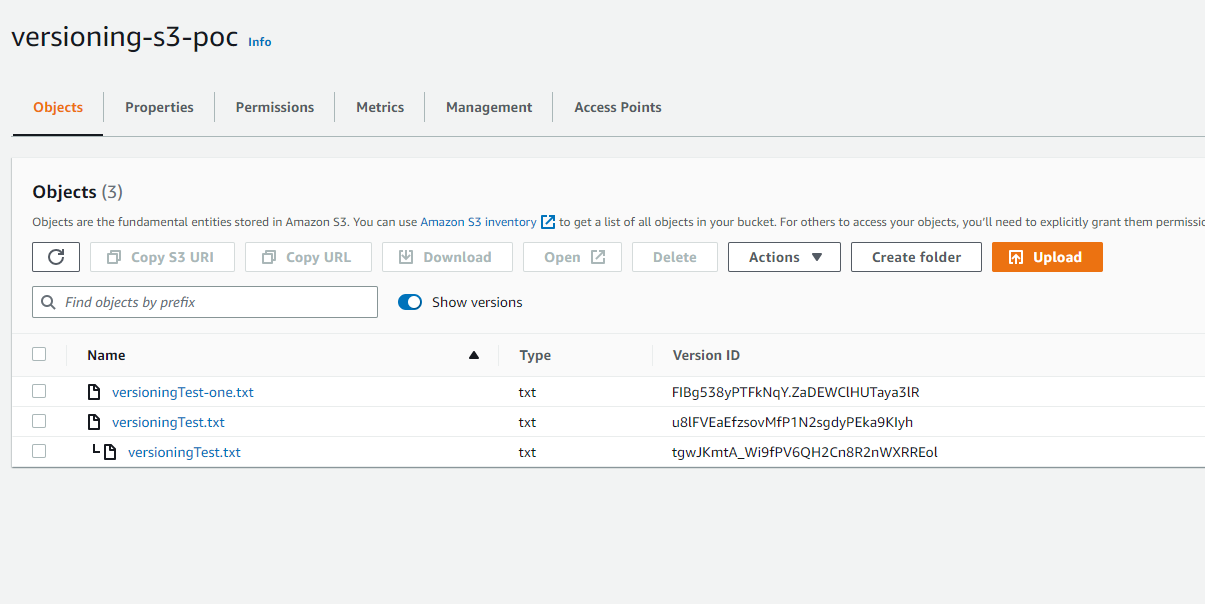 versioning-s3-poc Info
Objects Properties Permissions Metrics Management Access Points
Objects (3)
Objects are the fundamental entities stored in Amazon S3. You can use Amazon S3 inventory to get a list of all objects in your bucket. For others to access your objects, you'll need to explicitly grant them permissio
Copy S3 URI Copy URL Download Open Delete Actions Create folder Upload
Find objects by prefix Show versions
Name Type Version ID
versioningTest-one.txt txt FIBg538yPTFkNqY.ZaDEWClHUTaya3lR
versioningTest.txt txt u8lFVEaEfzsovMfP1N2sgdyPEka9KIyh
versioningTest.txt txt tgwJKmtA_Wi9fPV6QH2Cn8R2nWXRREol